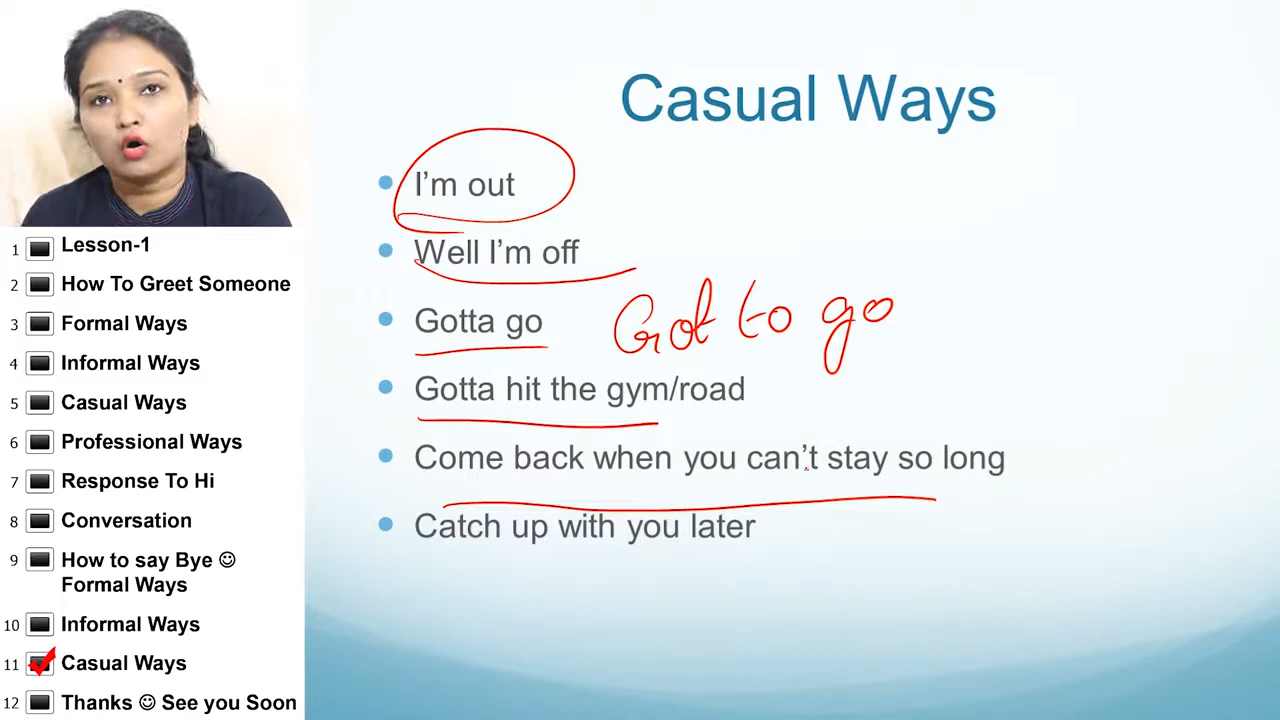 Casual Ways
I'm out
Well I'm off
Gotta go
Got to go
Gotta hit the gym/road
Come back when you can't stay so long
Catch up with you later
1 Lesson-1
2 How To Greet Someone
3 Formal Ways
4 Informal Ways
5 Casual Ways
6 Professional Ways
7 Response To Hi
8 Conversation
9 How to say Bye ☺
Formal Ways
10 Informal Ways
11 Casual Ways
12 Thanks ☺ See you Soon